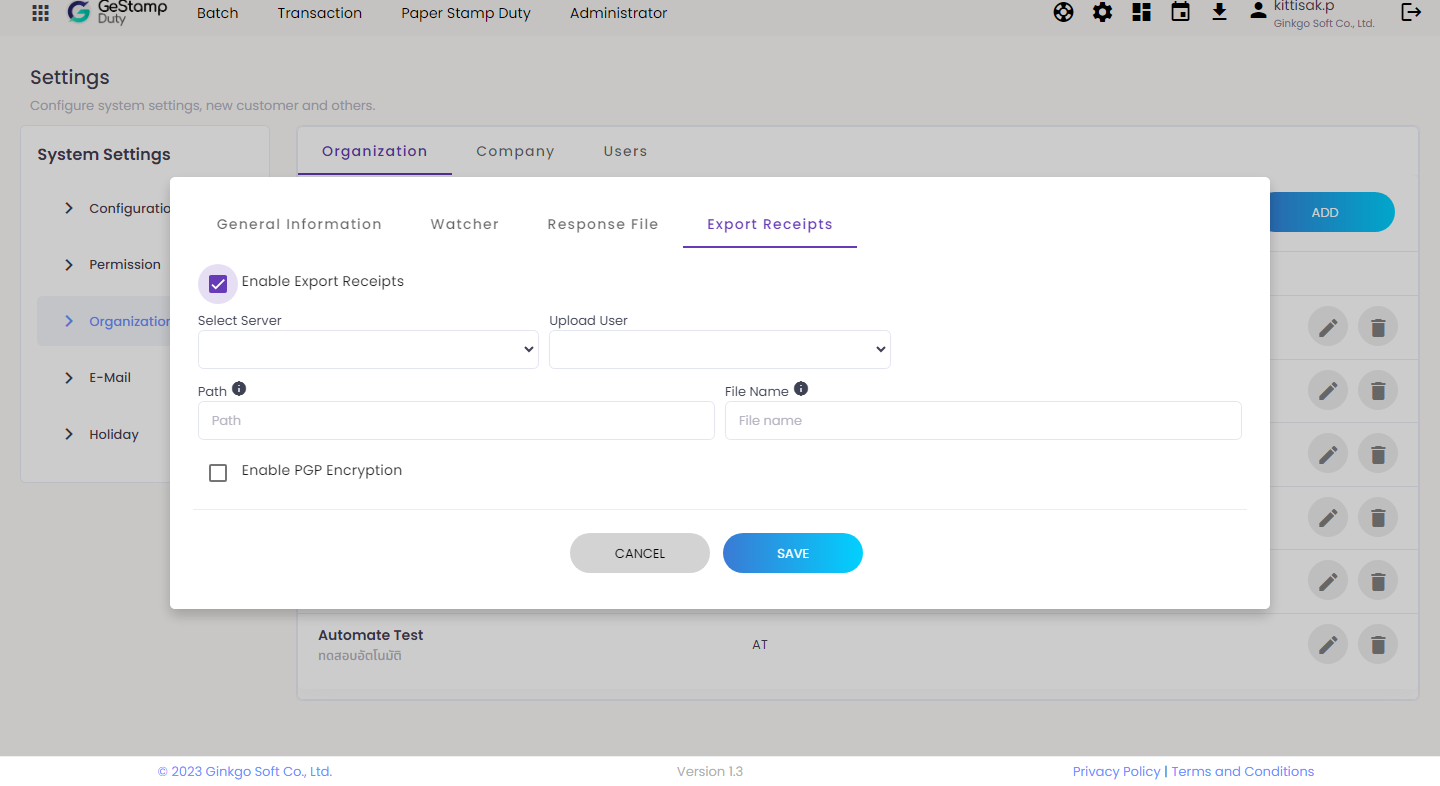 GeStamp
Duty
Batch
Transaction
Paper Stamp Duty
Administrator
kittisak.p
Ginkgo Soft Co., Ltd.
Settings
Configure system settings, new customer and others.
System Settings
Configuratio
Permission
Organization
E-Mail
Holiday
Organization
Company
Users
ADD
General Information
Watcher
Response File
Export Receipts
Enable Export Receipts
Select Server
Upload User
Path
File Name
Path
File name
Enable PGP Encryption
CANCEL
SAVE
Automate Test
ทดสอบอัตโนมัติ
AT
© 2023 Ginkgo Soft Co., Ltd.
Version 1.3
Privacy Policy | Terms and Conditions